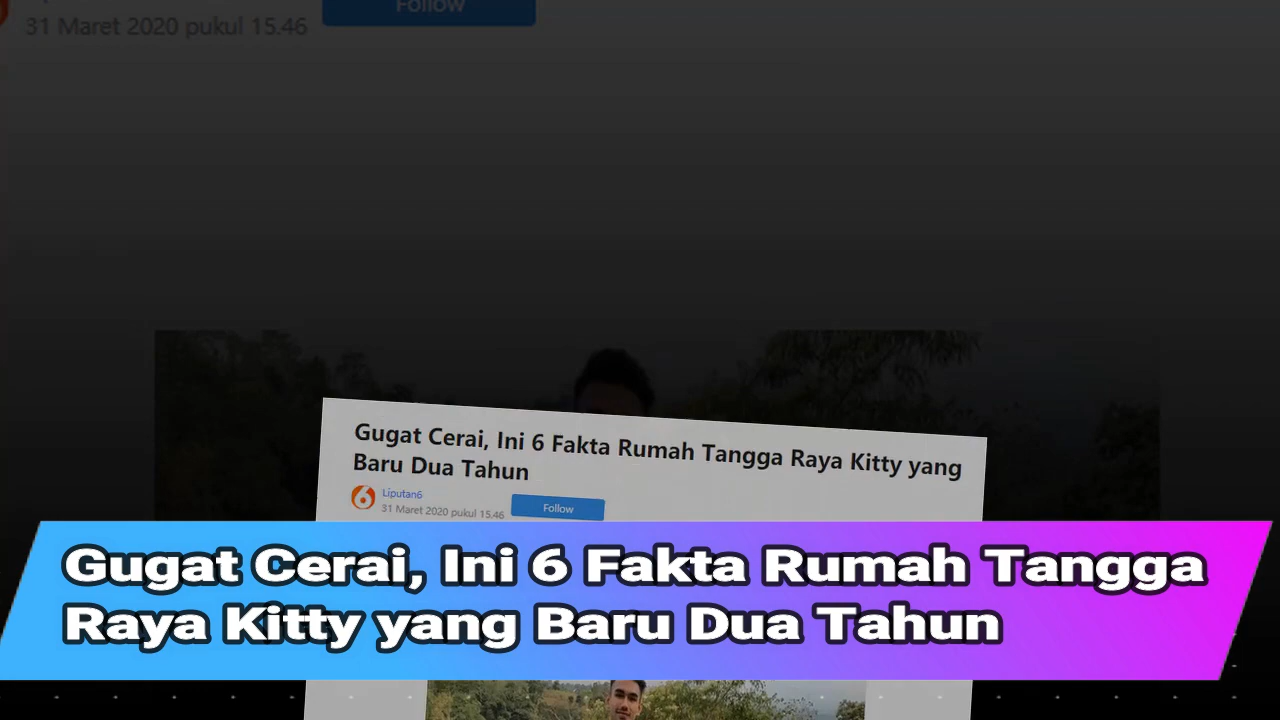 Follow
31 Maret 2020 pukul 15.46
Gugat Cerai, Ini 6 Fakta Rumah Tangga Raya Kitty yang
Baru Dua Tahun
Liputan6
31 Maret 2020 pukul 15.46
Follow
Gugat Cerai, Ini 6 Fakta Rumah Tangga
Raya Kitty yang Baru Dua Tahun